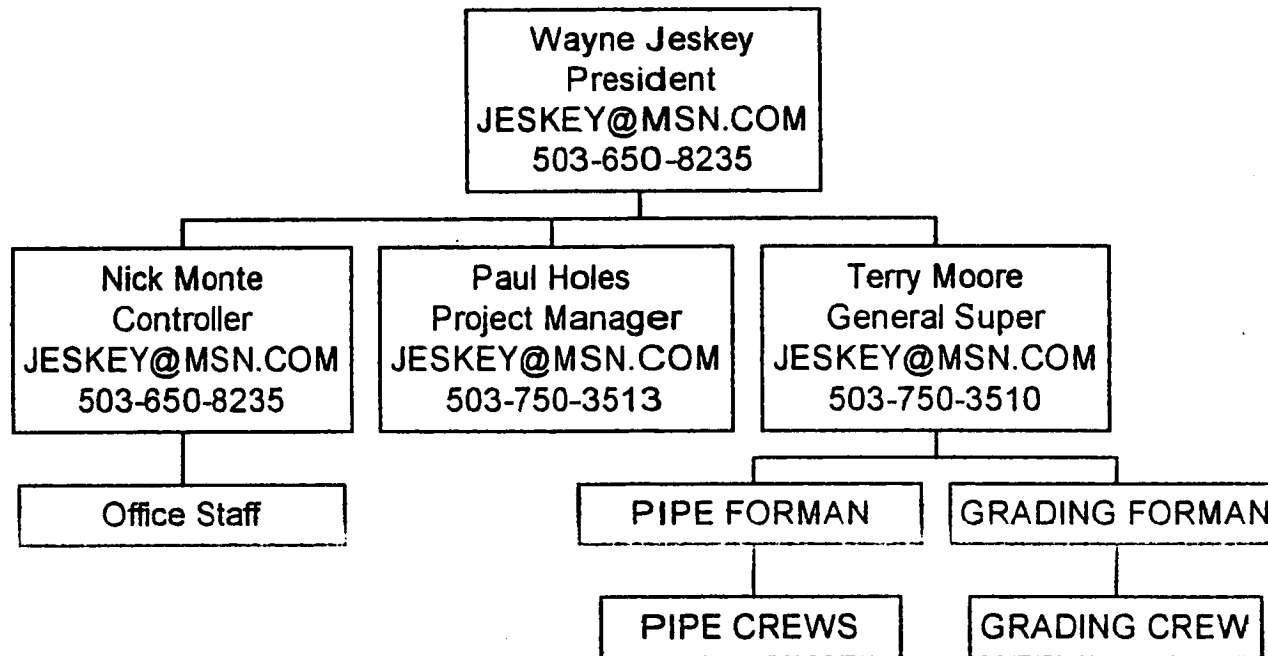 Wayne Jeskey
President
JESKEY@MSN.COM
503-650-8235
Nick Monte
Controller
JESKEY@MSN.COM
503-650-8235
Paul Holes
Project Manager
JESKEY@MSN.COM
503-750-3513
Terry Moore
General Super
JESKEY@MSN.COM
503-750-3510
Office Staff
PIPE FORMAN
GRADING FORMAN
PIPE CREWS
GRADING CREW